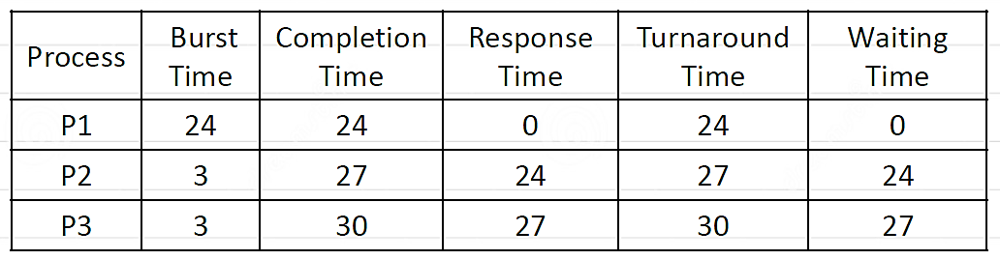 Process | Burst Time | Completion Time | Response Time | Turnaround Time | Waiting Time
P1 | 24 | 24 | 0 | 24 | 0
P2 | 3 | 27 | 24 | 27 | 24
P3 | 3 | 30 | 27 | 30 | 27